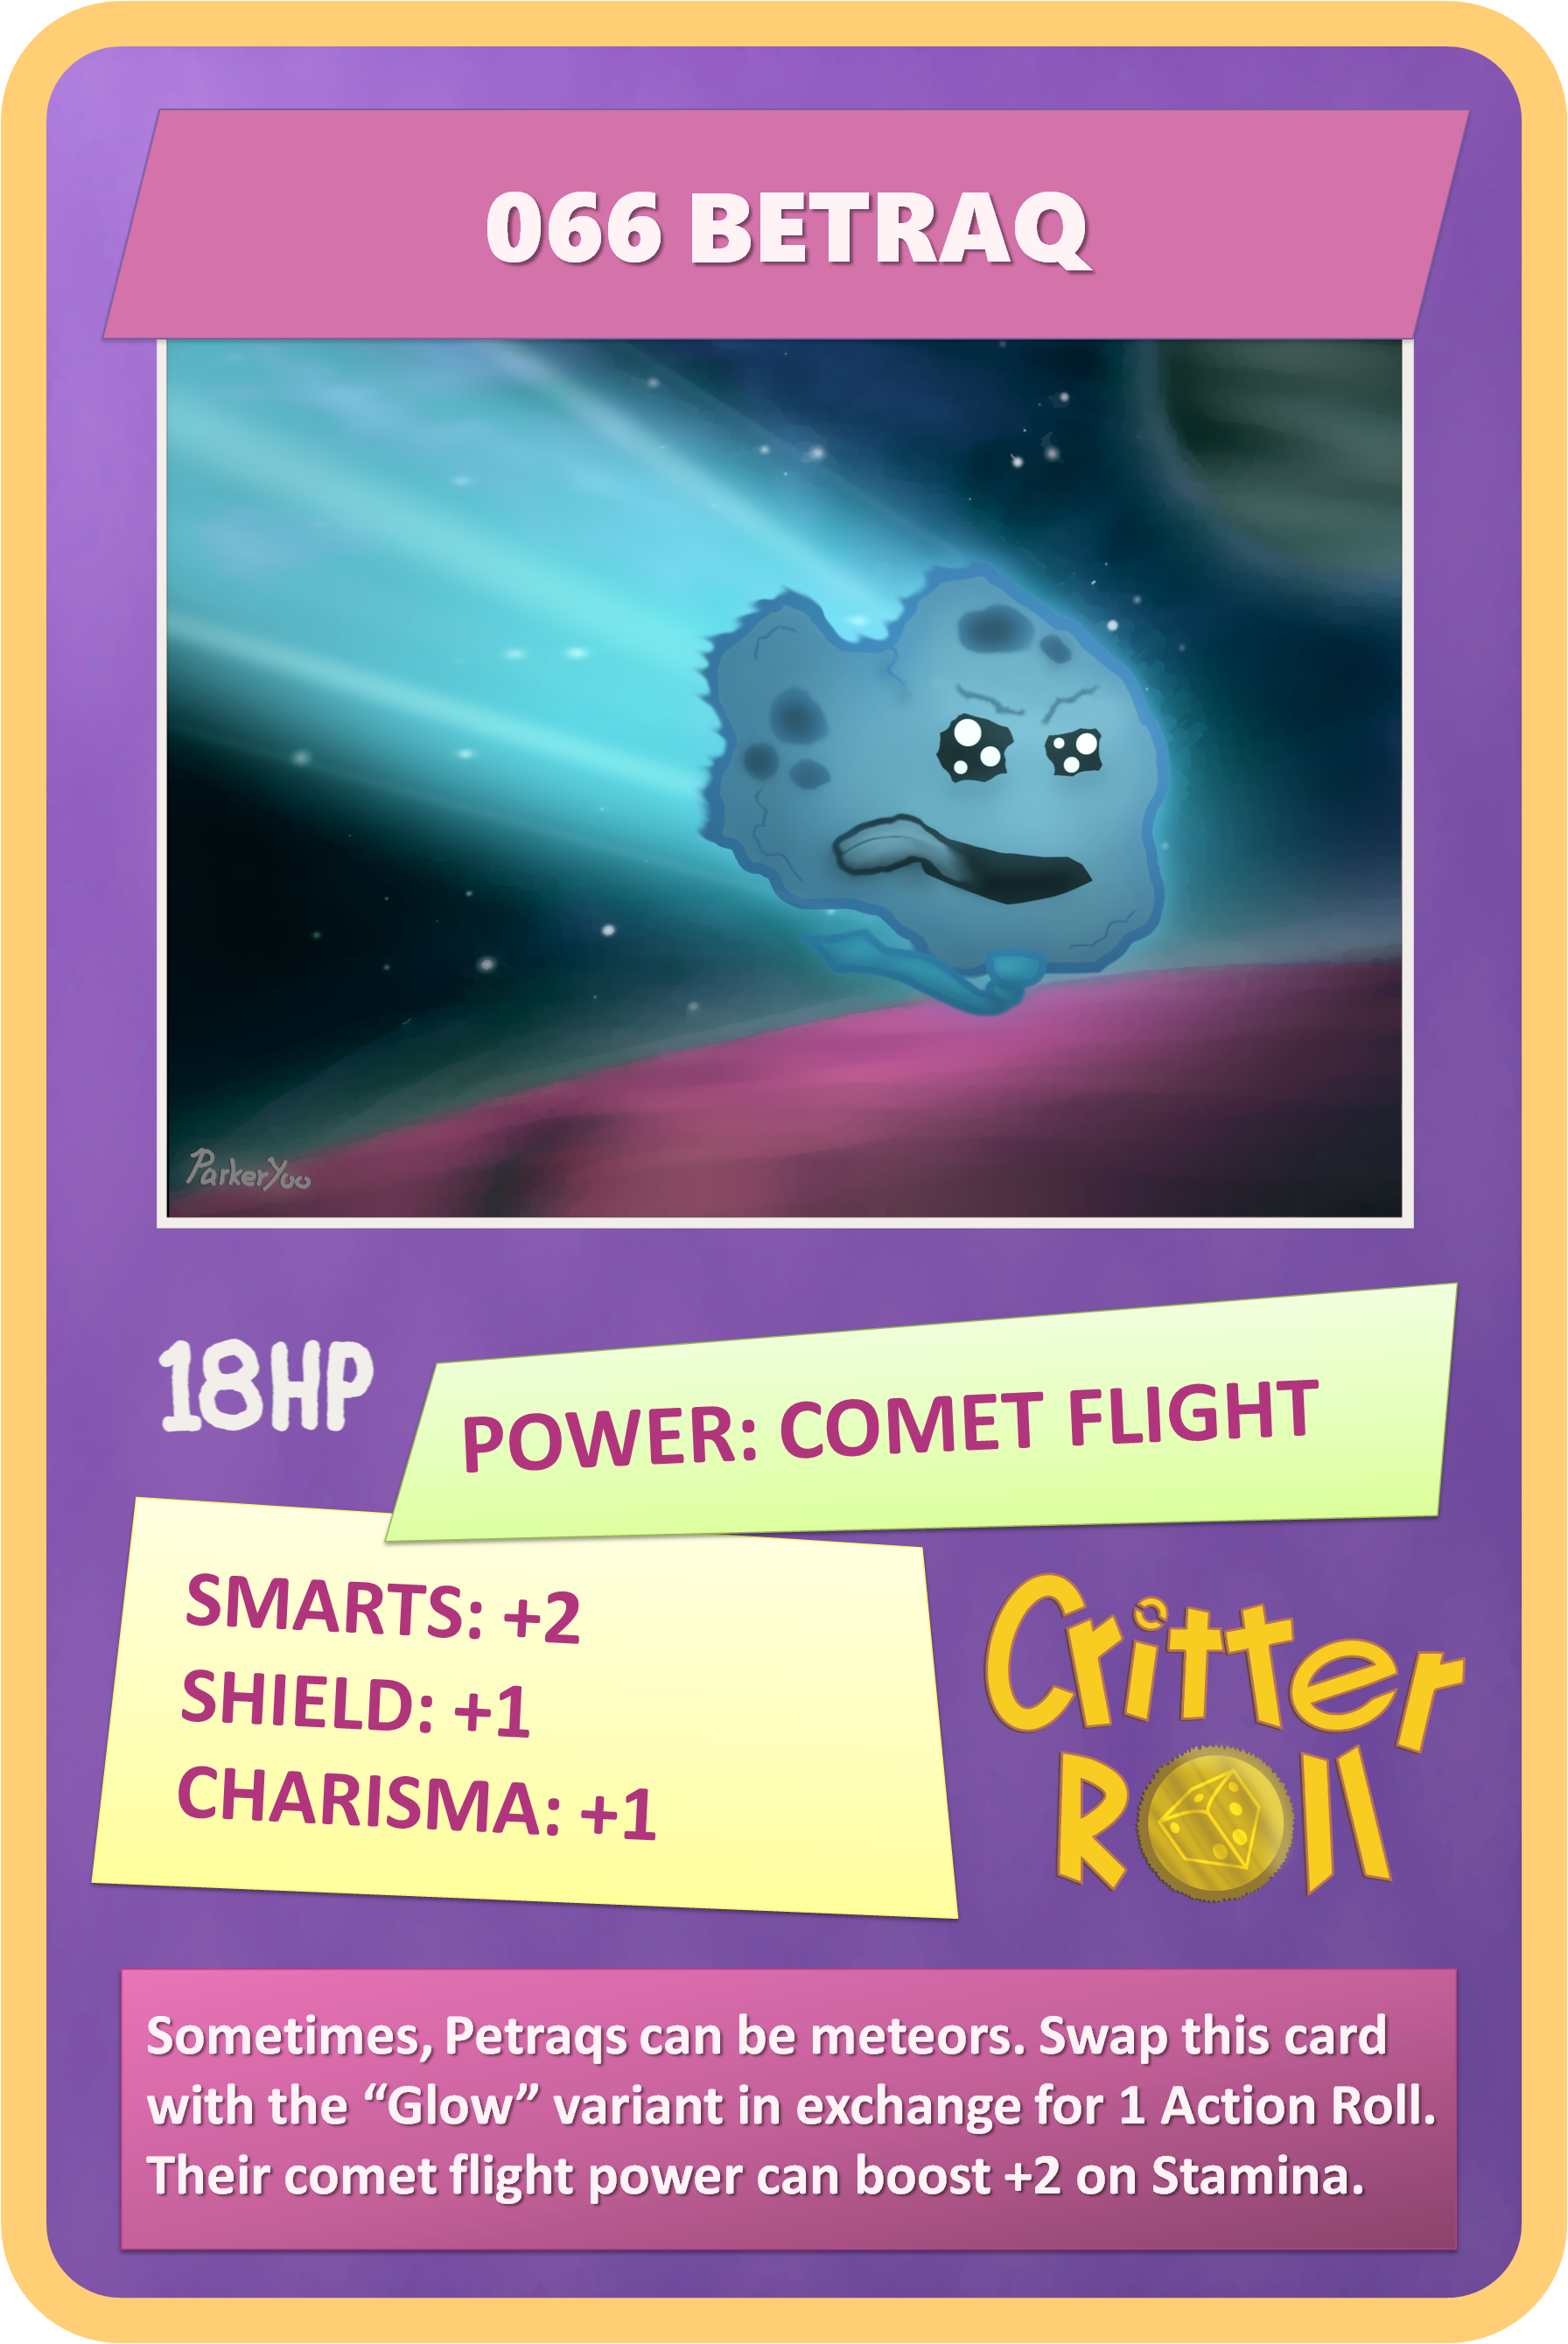 066 BETRAQ
ParkerYoo
18HP
POWER: COMET FLIGHT
SMARTS: +2
SHIELD: +1
CHARISMA: +1
Critter
Roll
Sometimes, Petraqs can be meteors. Swap this card
with the “Glow” variant in exchange for 1 Action Roll.
Their comet flight power can boost +2 on Stamina.